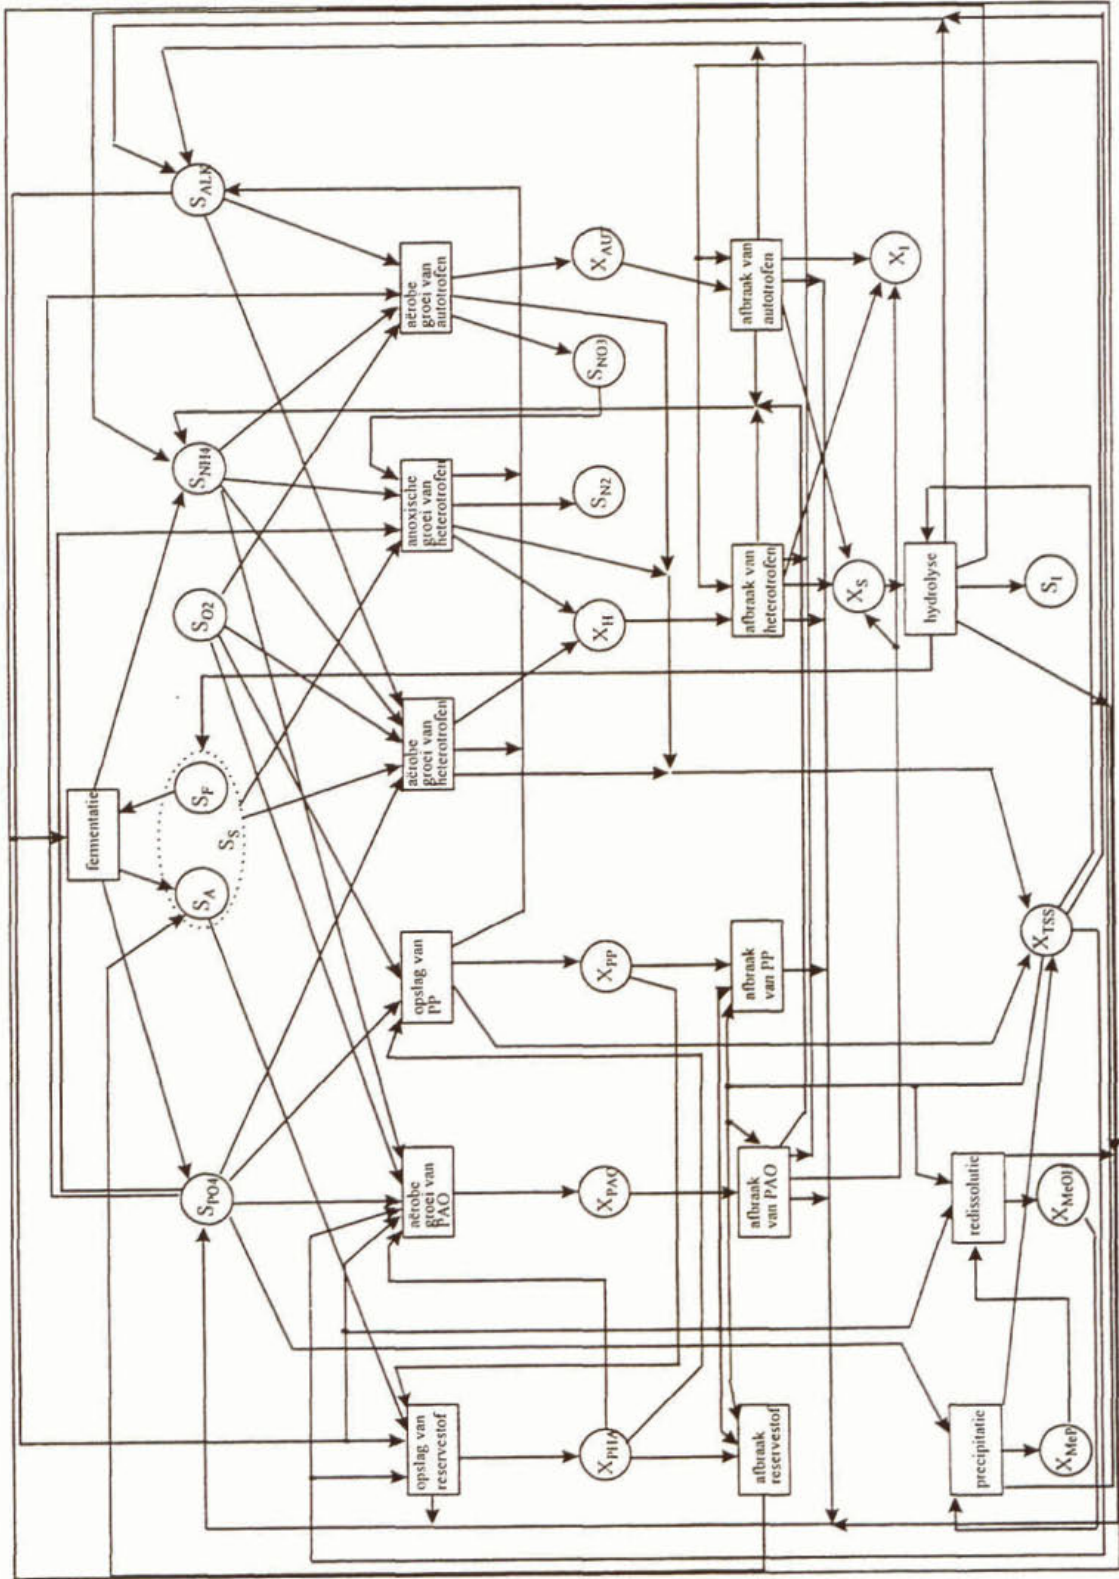 fermentatie
S_A
S_S
S_F
S_PO4
S_O2
S_NH4
S_ALK
opslag van
reservestof
aërobe
groei van
PAO
opslag van
PP
aërobe
groei van
heterotrofen
anoxische
groei van
heterotrofen
aërobe
groei van
autotrofen
X_PHA
X_PAO
X_PP
X_H
S_N2
S_NO3
X_AUT
afbraak
reservestof
afbraak
van PAO
afbraak
van PP
afbraak van
heterotrofen
afbraak van
autotrofen
X_S
X_I
precipitatie
redissolutie
hydrolyse
X_MeP
X_MeOH
X_TSS
S_I